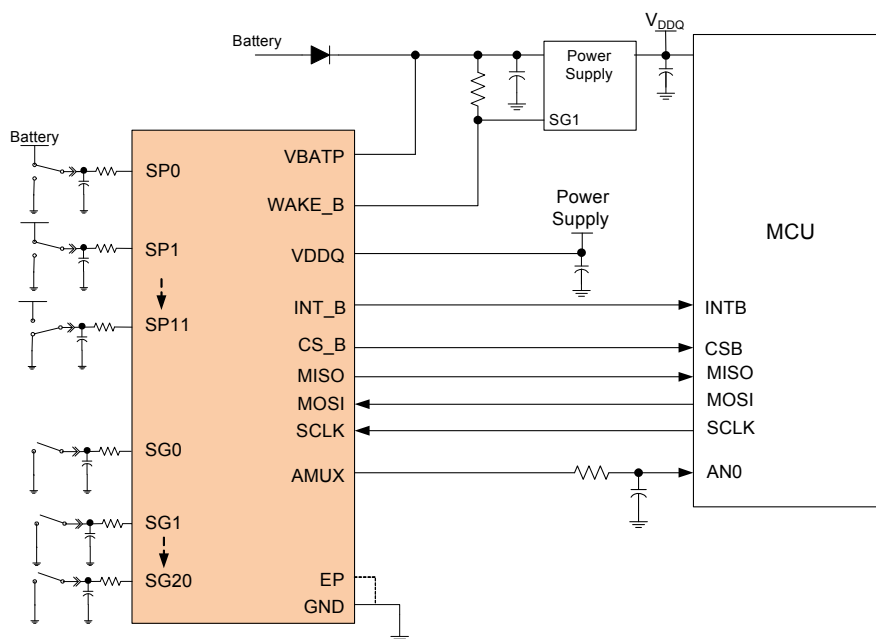 Battery
Power
Supply
SG1
VDDQ
MCU
Battery
SP0
SP1
SP11
SG0
SG1
SG20
VBATP
WAKE_B
VDDQ
INT_B
CS_B
MISO
MOSI
SCLK
AMUX
EP
GND
Power
Supply
INTB
CSB
MISO
MOSI
SCLK
AN0